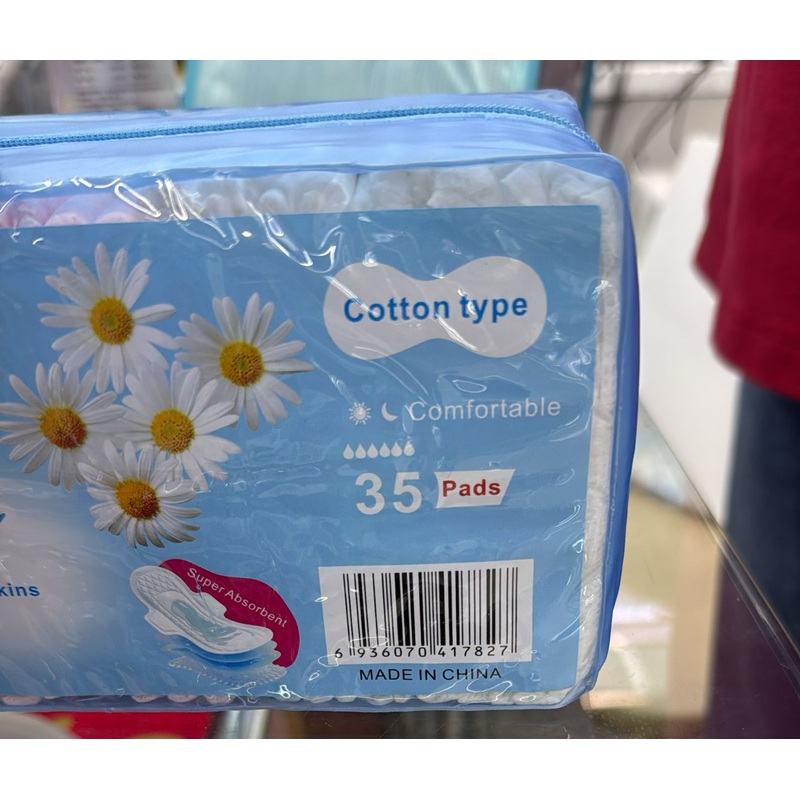 Cotton type
Comfortable
35 Pads
kins
Super Absorbent
6 936070 417827
MADE IN CHINA